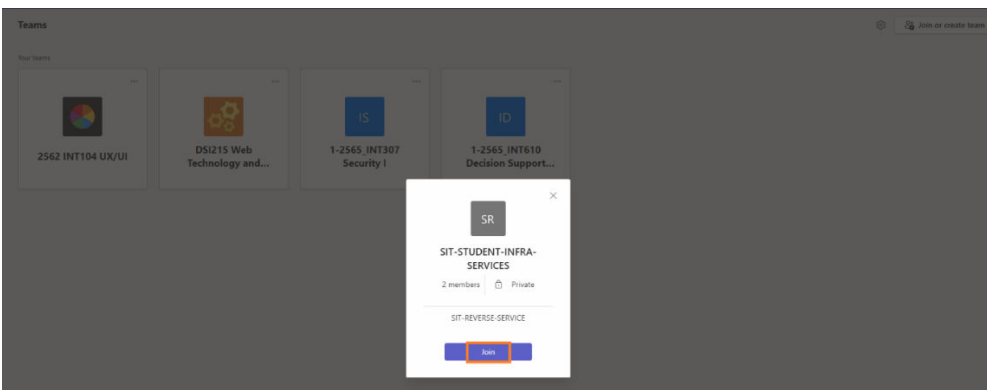 Teams
Join or create team
Your teams
2562 INT104 UX/UI
DSI215 Web
Technology and...
IS
1-2565_INT307
Security I
ID
1-2565_INT610
Decision Support...
SR
SIT-STUDENT-INFRA-
SERVICES
2 members Private
SIT-REVERSE-SERVICE
Join